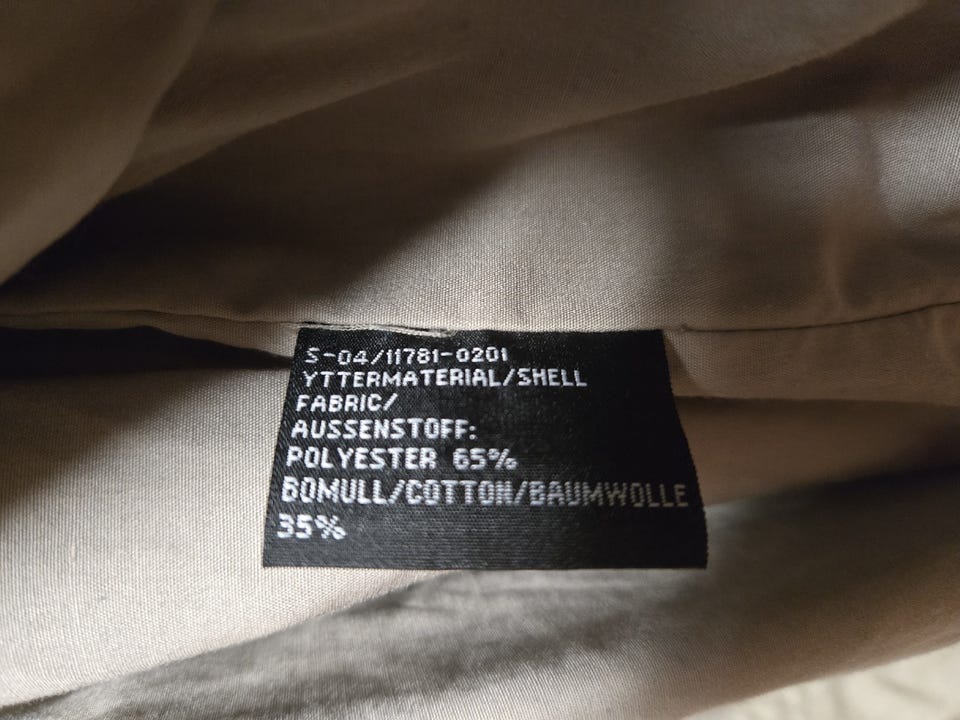 S-04/11781-0201
YTTERMATERIAL/SHELL
FABRIC/
AUSSENSTOFF:
POLYESTER 65%
BOMULL/COTTON/BAUMWOLLE
35%